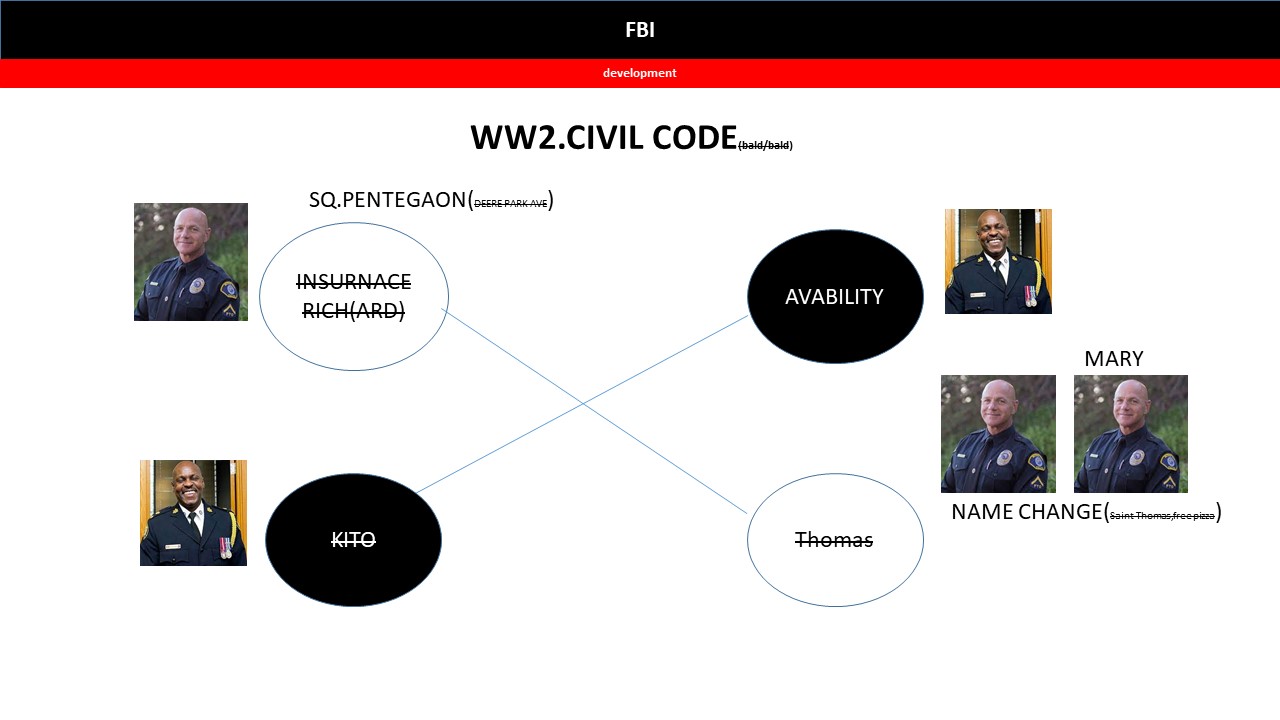 FBI
development
WW2.CIVIL CODE(bald/bald)
SQ.PENTEGAON(DEERE PARK AVE)
INSURNACE
RICH(ARD)
AVABILITY
MARY
KITO
Thomas
NAME CHANGE(Saint Thomas,free pizza)